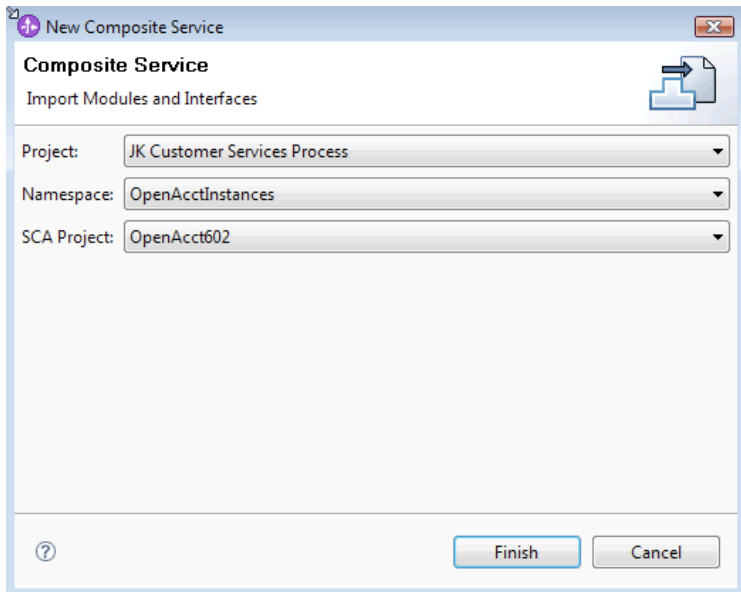 New Composite Service
Composite Service
Import Modules and Interfaces
Project: JK Customer Services Process
Namespace: OpenAcctInstances
SCA Project: OpenAcct602
Finish Cancel